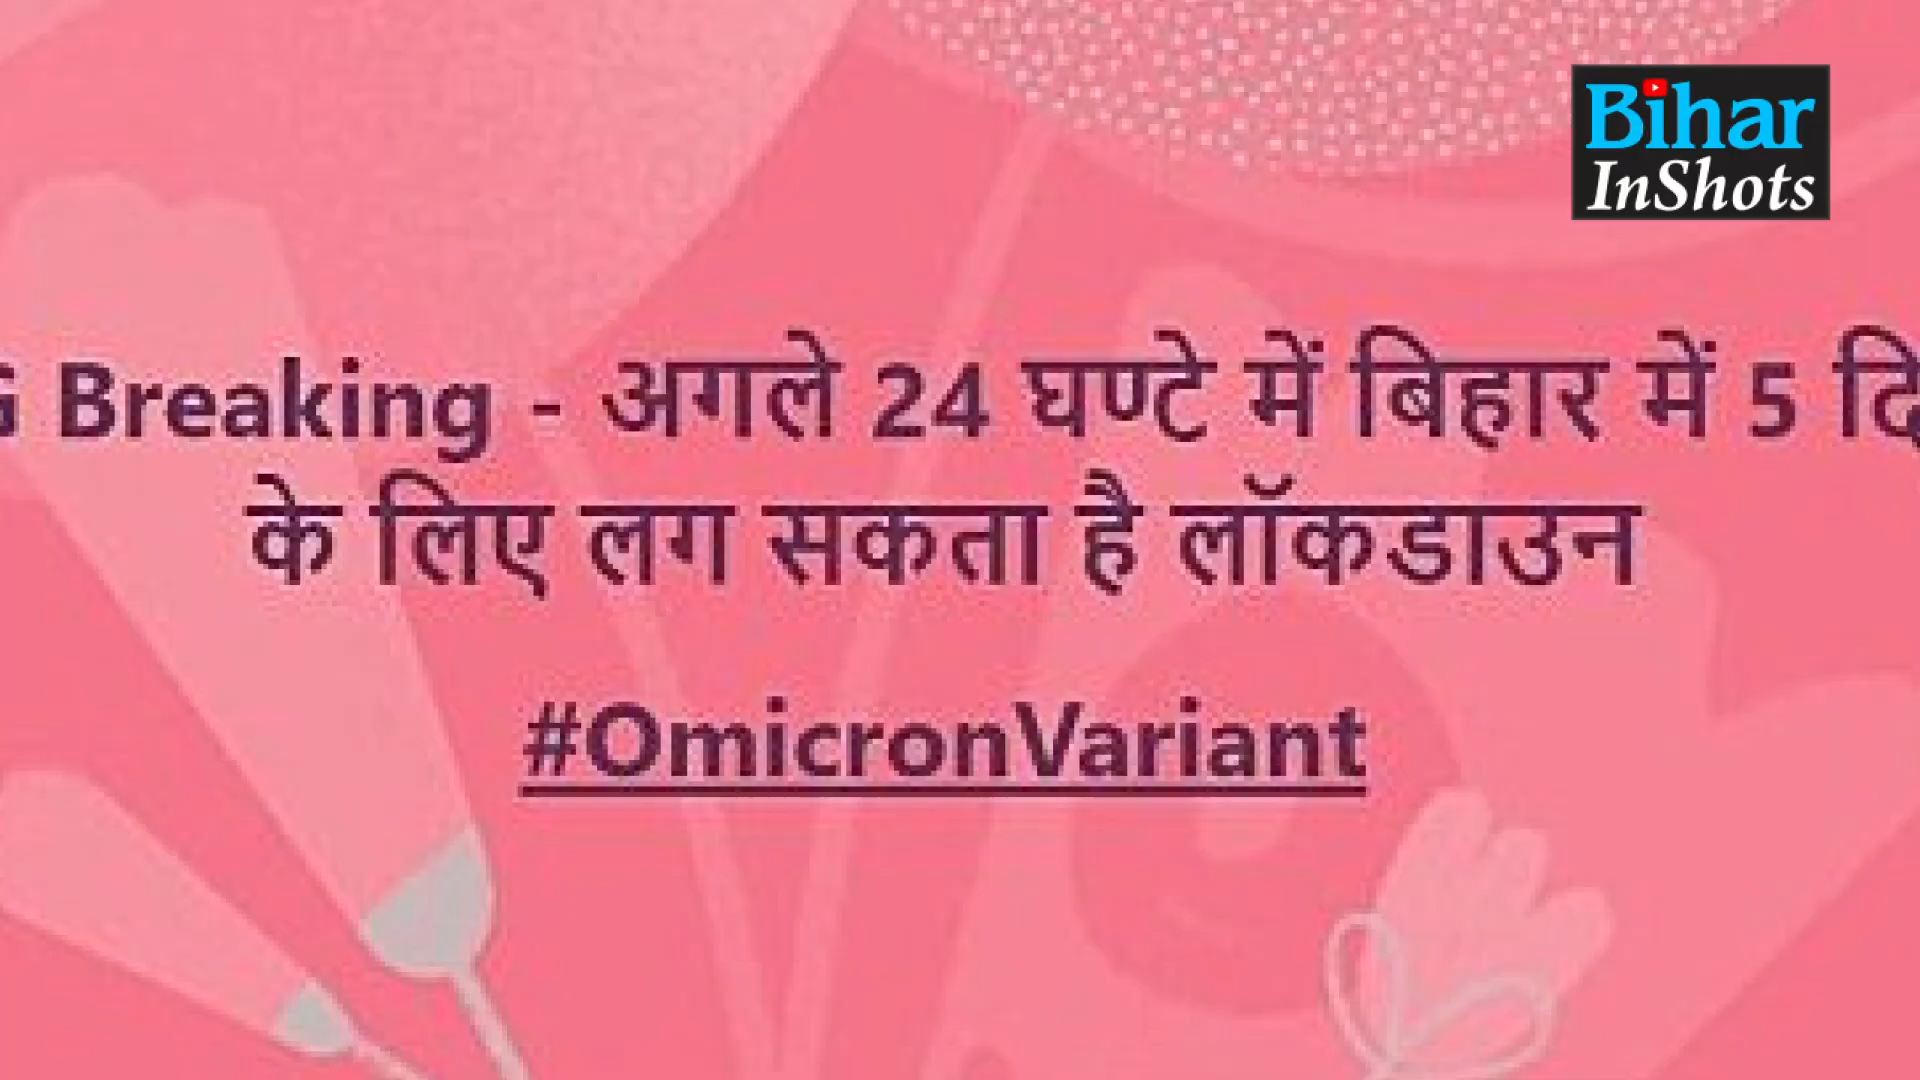 Bihar
InShots
Breaking - अगले 24 घण्टे में बिहार में 5
के लिए लग सकता है लॉकडाउन
#OmicronVariant